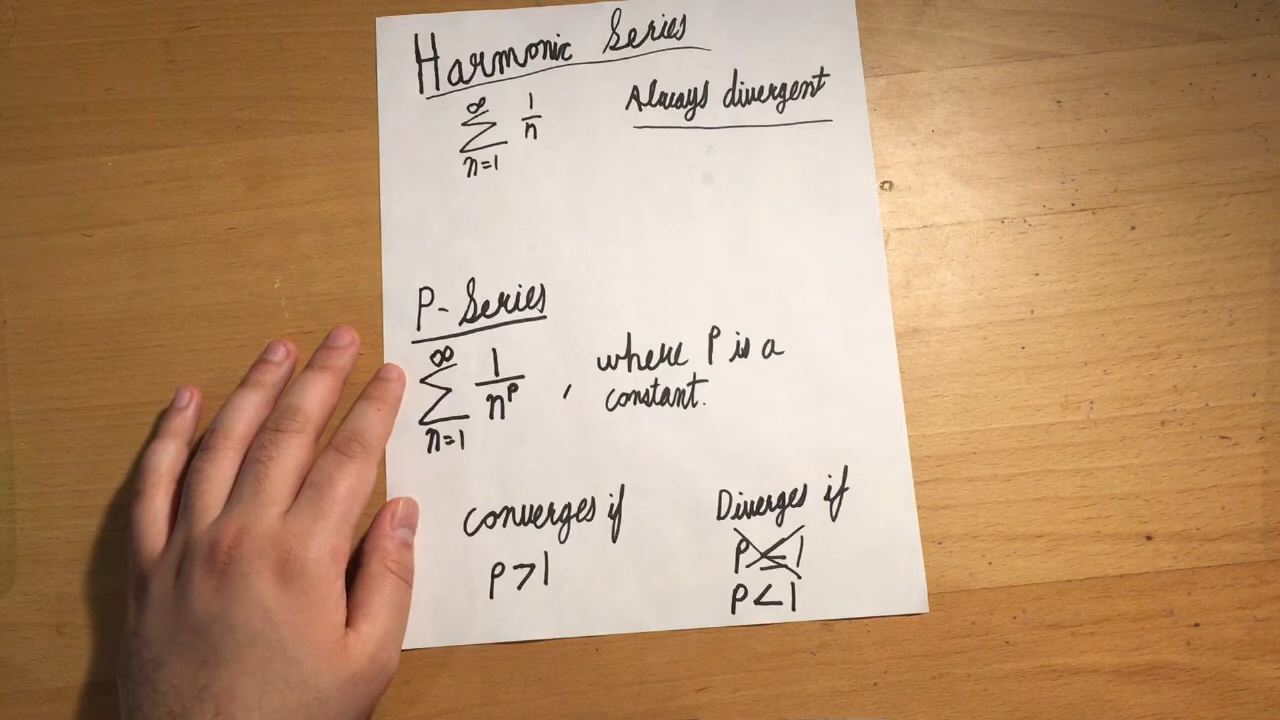 Harmonic Series
∞
∑ 1/n
n=1
Always divergent
P-Series
∞
∑ 1/n^p , where P is a
n=1
constant.
converges if
p > 1
Diverges if
p ≤ 1
p < 1